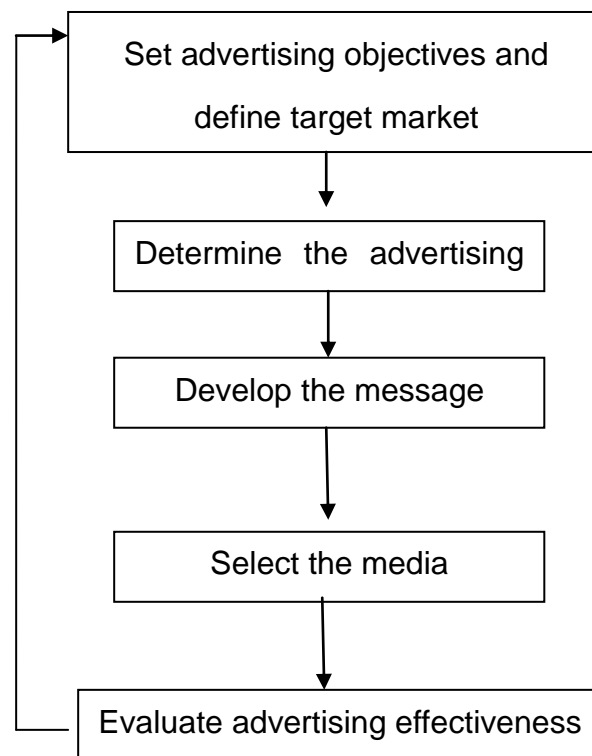 Set advertising objectives and
define target market
Determine the advertising
Develop the message
Select the media
Evaluate advertising effectiveness